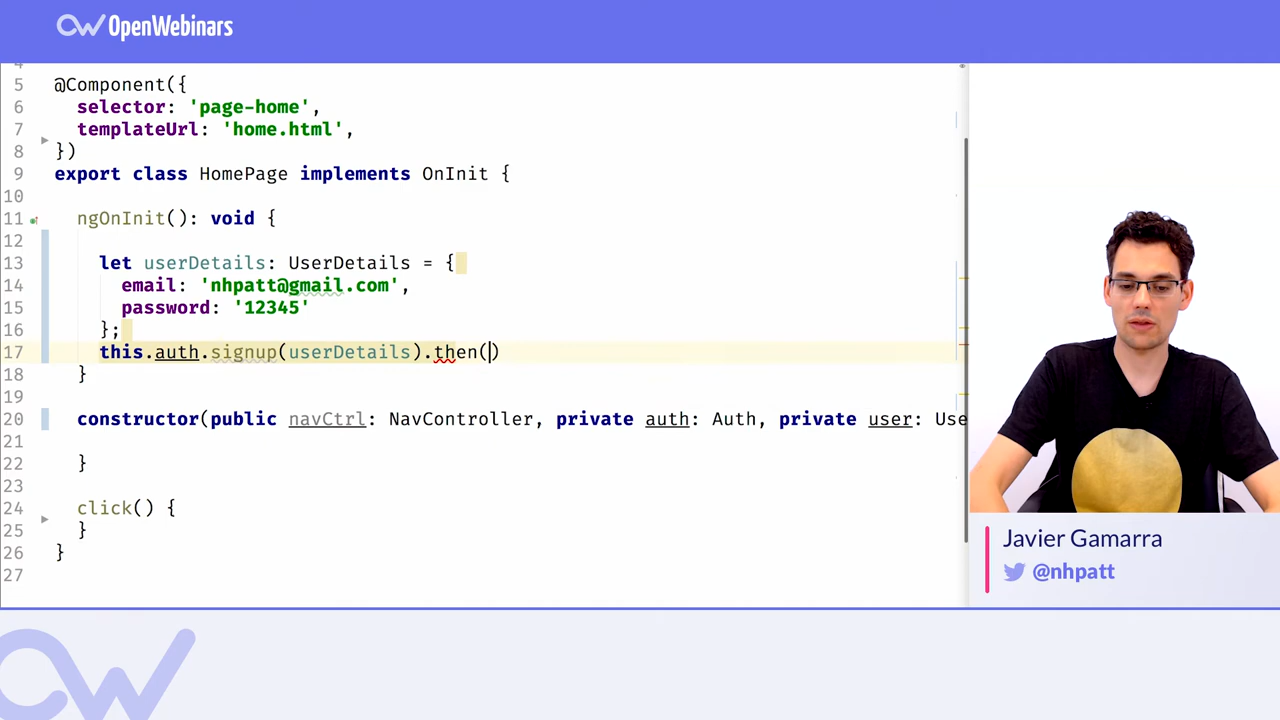 OpenWebinars
5 @Component({
6 selector: 'page-home',
7 templateUrl: 'home.html',
8 })
9 export class HomePage implements OnInit {
10
11 ngOnInit(): void {
12
13 let userDetails: UserDetails = {
14 email: 'nhpatt@gmail.com',
15 password: '12345'
16 };
17 this.auth.signup(userDetails).then()
18 }
19
20 constructor(public navCtrl: NavController, private auth: Auth, private user: Use
21
22 }
23
24 click() {
25 }
26 }
27
Javier Gamarra
@nhpatt